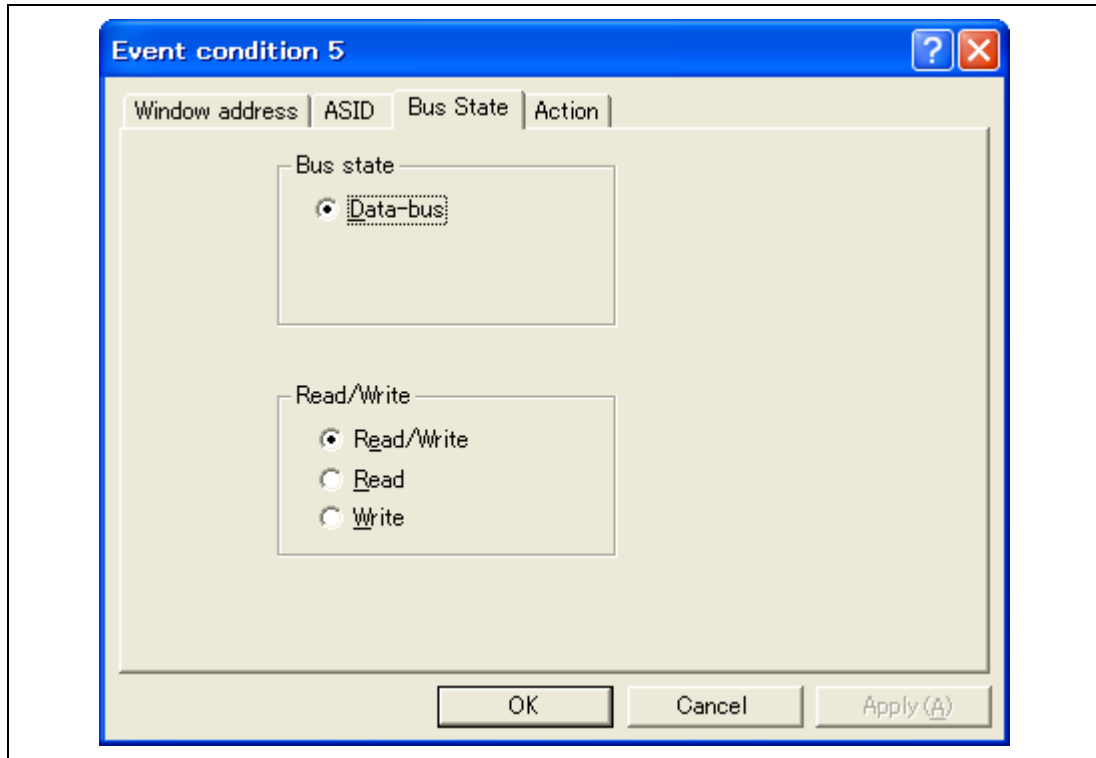 Event condition 5
Window address ASID Bus State Action
Bus state
Data-bus
Read/Write
Read/Write
Read
Write
OK Cancel Apply(A)